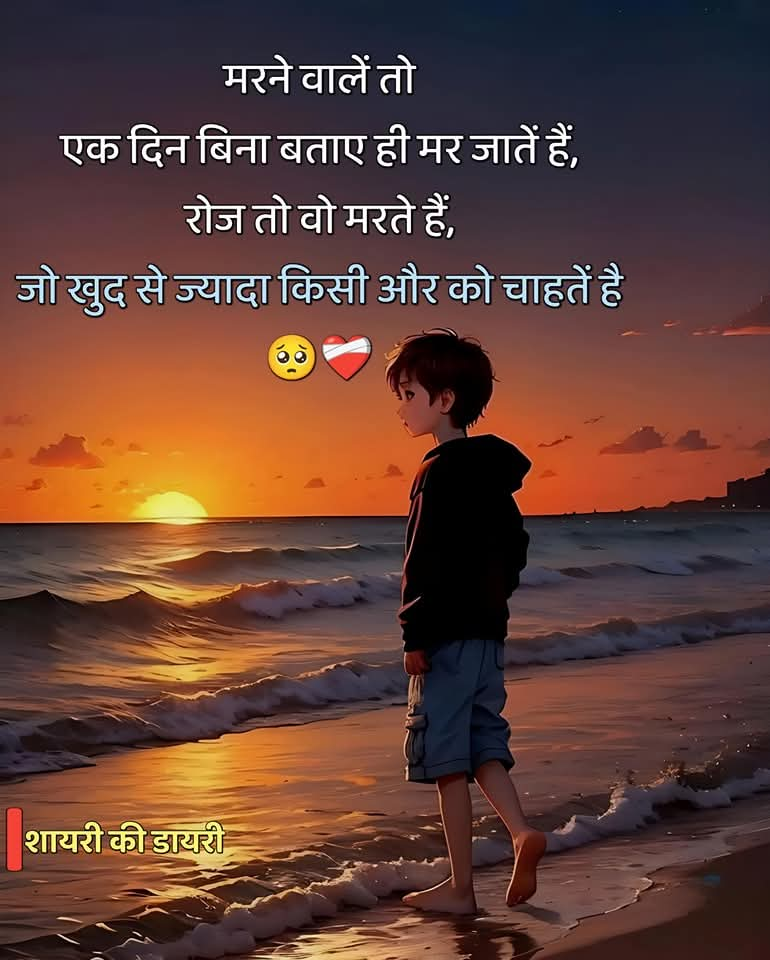 मरने वालें तो
एक दिन बिना बताए ही मर जातें हैं,
रोज तो वो मरते हैं,
जो खुद से ज्यादा किसी और को चाहतें है
🥺❤️‍🩹
शायरी की डायरी